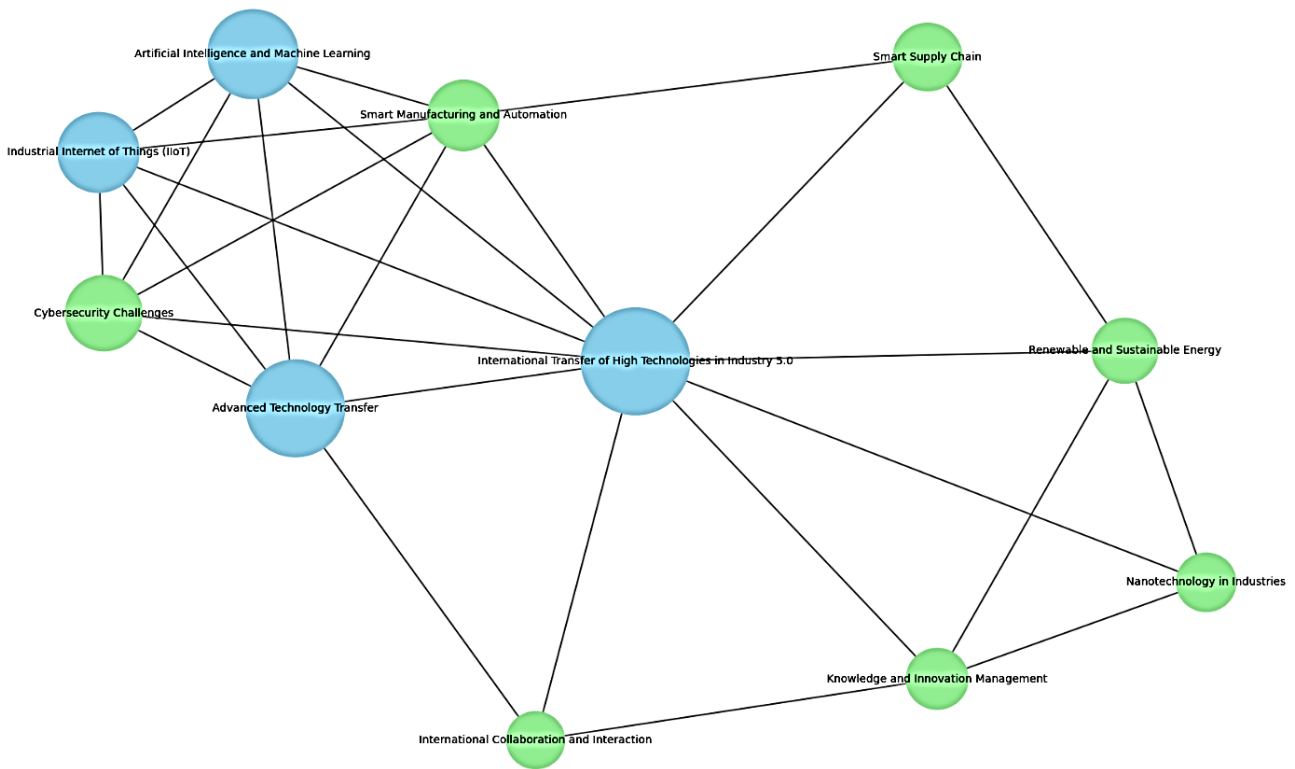 Artificial Intelligence and Machine Learning
Smart Supply Chain
Smart Manufacturing and Automation
Industrial Internet of Things (IIoT)
Cybersecurity Challenges
Renewable and Sustainable Energy
International Transfer of High Technologies in Industry 5.0
Advanced Technology Transfer
Nanotechnology in Industries
Knowledge and Innovation Management
International Collaboration and Interaction